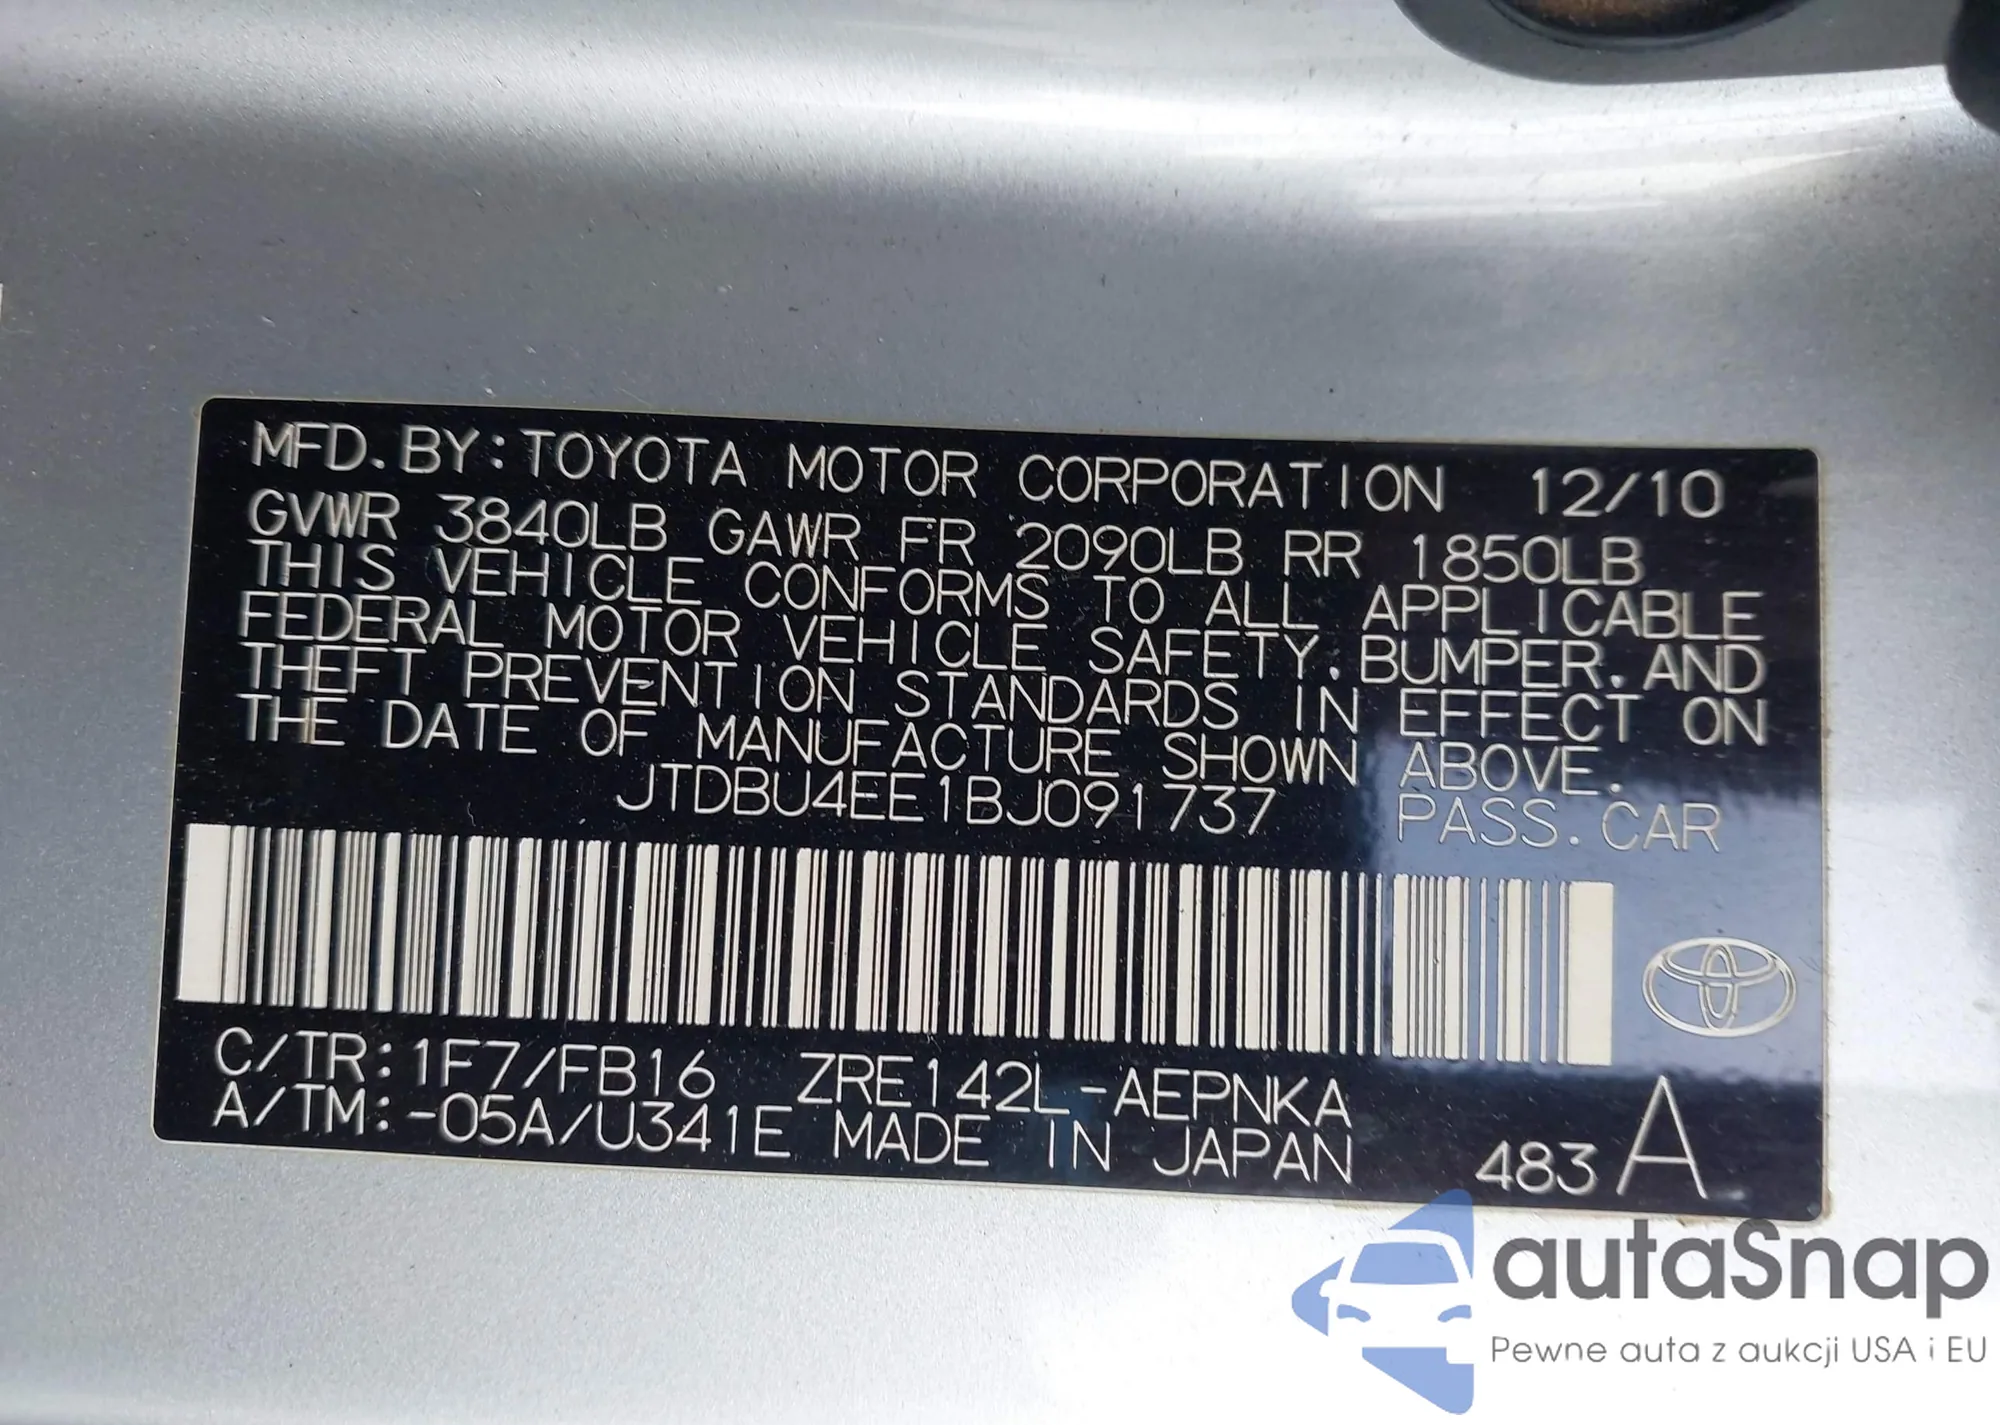 MFD. BY: TOYOTA MOTOR CORPORATION 12/10
GVWR 3840LB GAWR FR 2090LB RR 1850LB
THIS VEHICLE CONFORMS TO ALL APPLICABLE
FEDERAL MOTOR VEHICLE SAFETY, BUMPER, AND
THEFT PREVENTION STANDARDS IN EFFECT ON
THE DATE OF MANUFACTURE SHOWN ABOVE.
JTDBU4EE1BJ091737 PASS. CAR
C/TR: 1F7/FB16 ZRE142L-AEPNKA
A/TM: -05A/U341E MADE IN JAPAN 483 A
autaSnap
Pewne auta z aukcji USA i EU